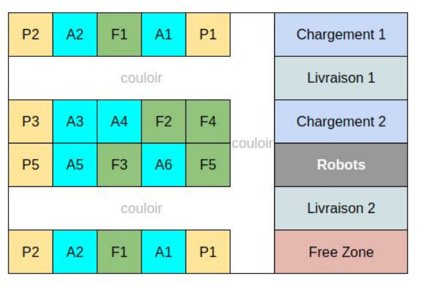 P2 A2 F1 A1 P1 Chargement 1
couloir Livraison 1
P3 A3 A4 F2 F4 Chargement 2
couloir
P5 A5 F3 A6 F5 Robots
couloir Livraison 2
P2 A2 F1 A1 P1 Free Zone